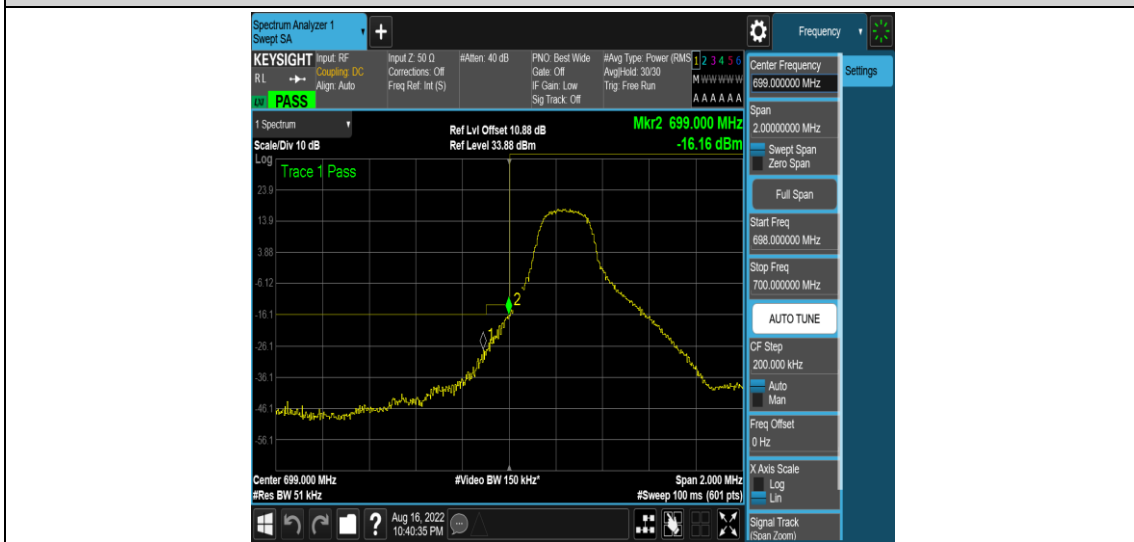 Spectrum Analyzer 1
Swept SA
+
Frequency
KEYSIGHT
RL
LXI
PASS
Input: RF
Coupling: DC
Align: Auto
Input Z: 50 Ω
Corrections: Off
Freq Ref: Int (S)
#Atten: 40 dB
PNO: Best Wide
Gate: Off
IF Gain: Low
Sig Track: Off
#Avg Type: Power (RMS
Avg|Hold: 30/30
Trig: Free Run
1 2 3 4 5 6
M W W W W W
A A A A A A
1 Spectrum
Scale/Div 10 dB
Ref Lvl Offset 10.88 dB
Ref Level 33.88 dBm
Mkr2 699.000 MHz
-16.16 dBm
Log
Trace 1 Pass
23.9
13.9
3.88
-6.12
-16.1
-26.1
-36.1
-46.1
-56.1
2
1
Center 699.000 MHz
#Res BW 51 kHz
#Video BW 150 kHz*
Span 2.000 MHz
#Sweep 100 ms (601 pts)
?
Aug 16, 2022
10:40:35 PM
Center Frequency
699.000000 MHz
Settings
Span
2.00000000 MHz
Swept Span
Zero Span
Full Span
Start Freq
698.000000 MHz
Stop Freq
700.000000 MHz
AUTO TUNE
CF Step
200.000 kHz
Auto
Man
Freq Offset
0 Hz
X Axis Scale
Log
Lin
Signal Track
(Span Zoom)